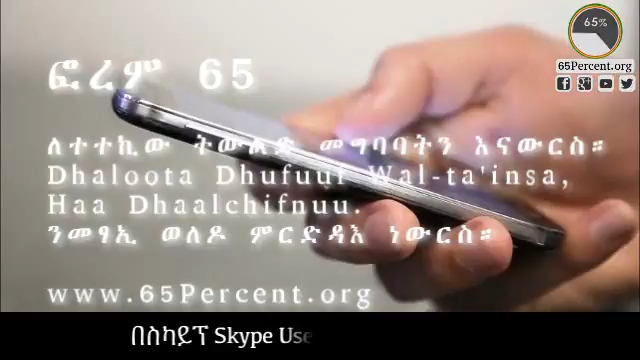 65%
65Percent.org
ፎረም 65
ለተተኪው ትውልድ መግባባትን እናውርስ።
Dhaloota Dhufuuf Wal-ta'insa,
Haa Dhaalchifnuu.
ንመፃኢ ወለዶ ምርድዳእ ነውርስ።
www.65Percent.org
በስካይፕ Skype Use